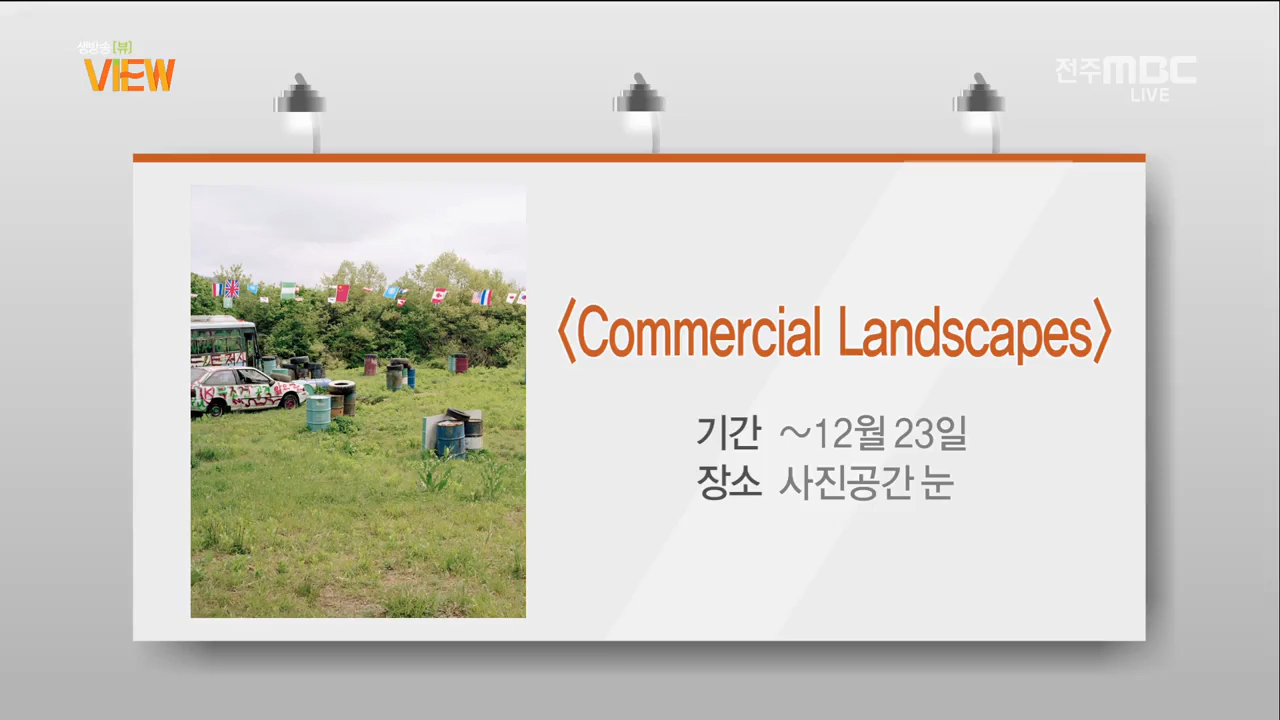 생방송[뷰]
VIEW
전주MBC
LIVE
〈Commercial Landscapes〉
기간 ~12월 23일
장소 사진공간 눈